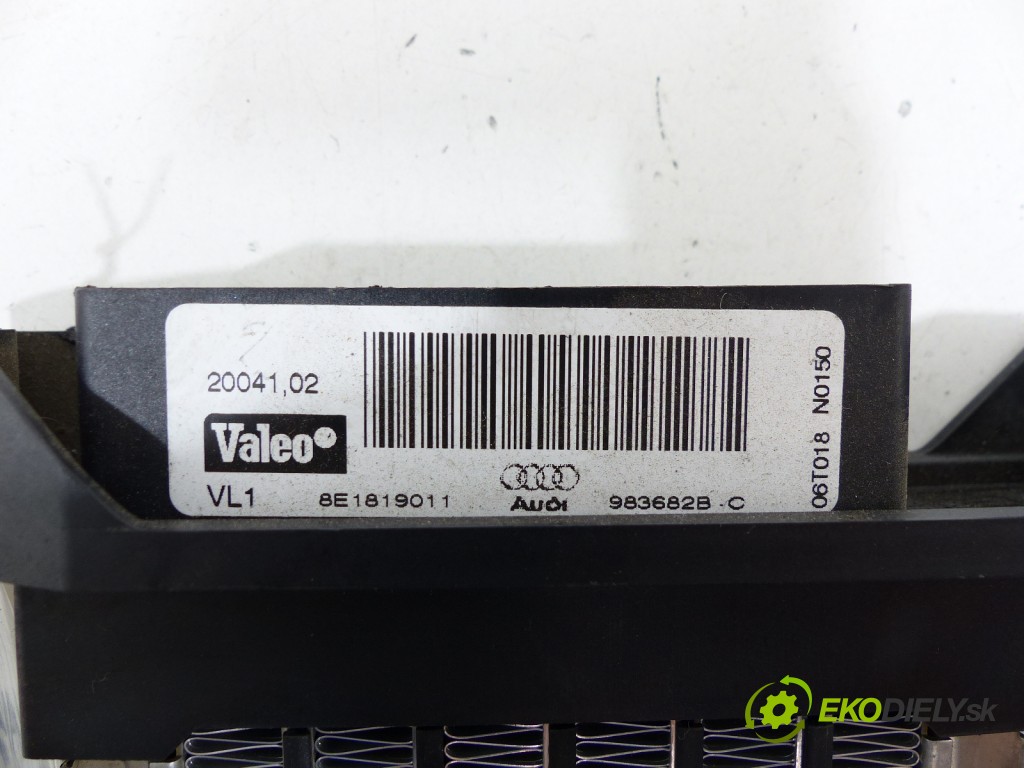 20041,02
Valeo
VL1
8E1819011
Audi
983682B-C
06T018 N0150
EKODIELY.sk